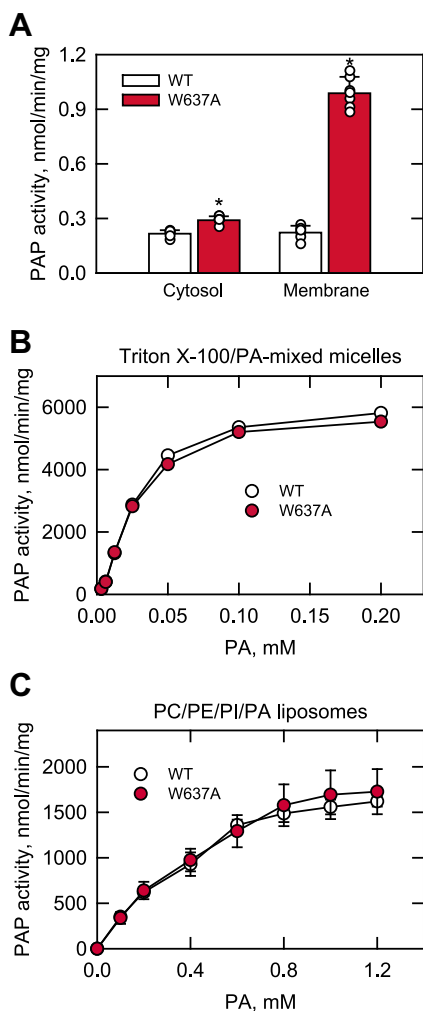 A
PAP activity, nmol/min/mg
1.2
0.9
0.6
0.3
0.0
WT
W637A
*
*
Cytosol
Membrane
B
Triton X-100/PA-mixed micelles
PAP activity, nmol/min/mg
6000
4000
2000
0
WT
W637A
0.00
0.05
0.10
0.15
0.20
PA, mM
C
PC/PE/PI/PA liposomes
PAP activity, nmol/min/mg
2000
1500
1000
500
0
WT
W637A
0.0
0.4
0.8
1.2
PA, mM